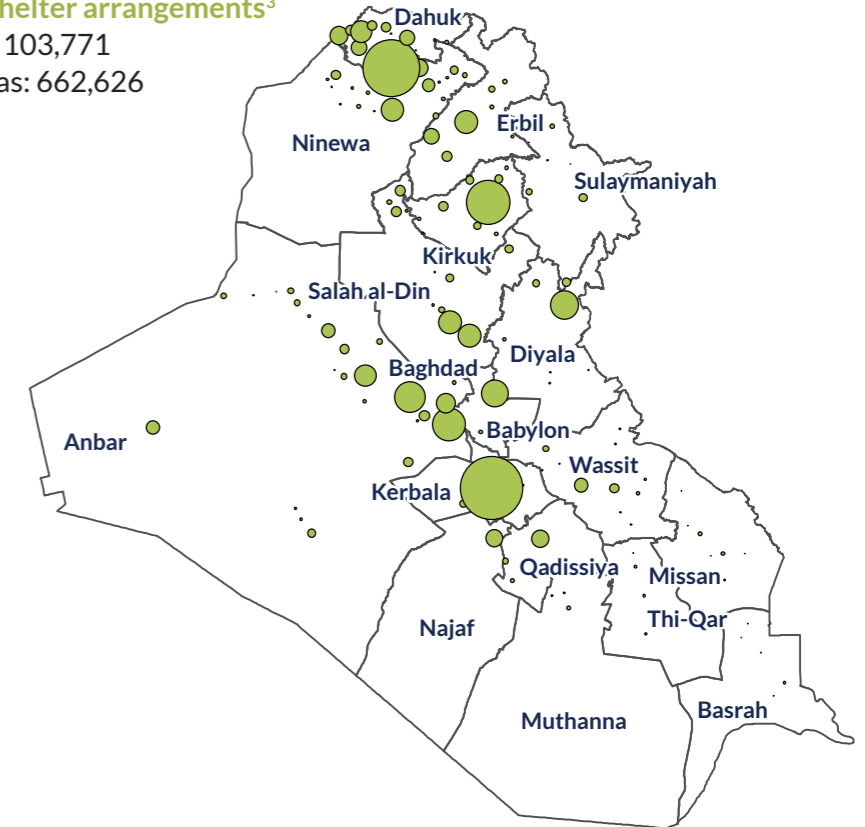 helter arrangements³
103,771
as: 662,626
Dahuk
Ninewa
Erbil
Sulaymaniyah
Kirkuk
Salah al-Din
Diyala
Baghdad
Anbar
Babylon
Wassit
Kerbala
Qadissiya
Missan
Thi-Qar
Najaf
Basrah
Muthanna